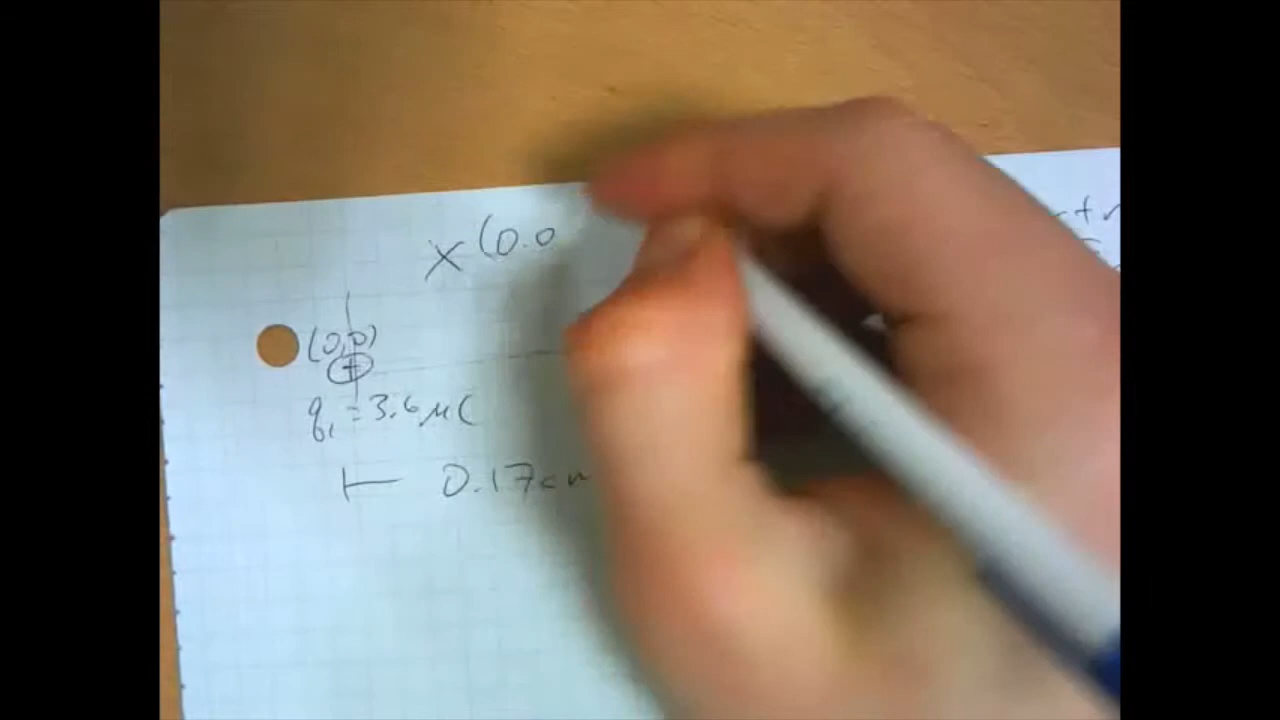 x (0.0
(0,0)
+
q₁ = 3.6 μC
0.17cm